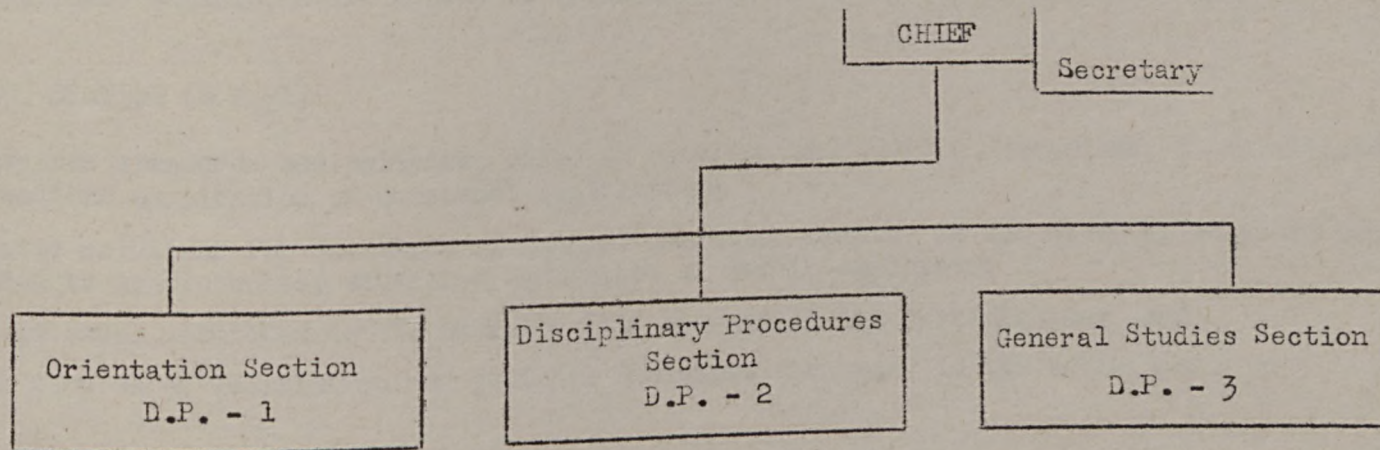 CHIEF
Secretary
Orientation Section
D.P. - 1
Disciplinary Procedures
Section
D.P. - 2
General Studies Section
D.P. - 3